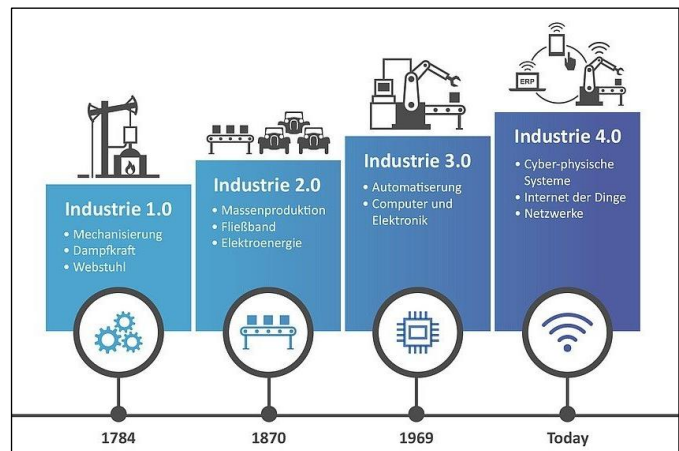 ERP
Industrie 1.0
• Mechanisierung
• Dampfkraft
• Webstuhl
Industrie 2.0
• Massenproduktion
• Fließband
• Elektroenergie
Industrie 3.0
• Automatisierung
• Computer und
Elektronik
Industrie 4.0
• Cyber-physische
Systeme
• Internet der Dinge
• Netzwerke
1784
1870
1969
Today